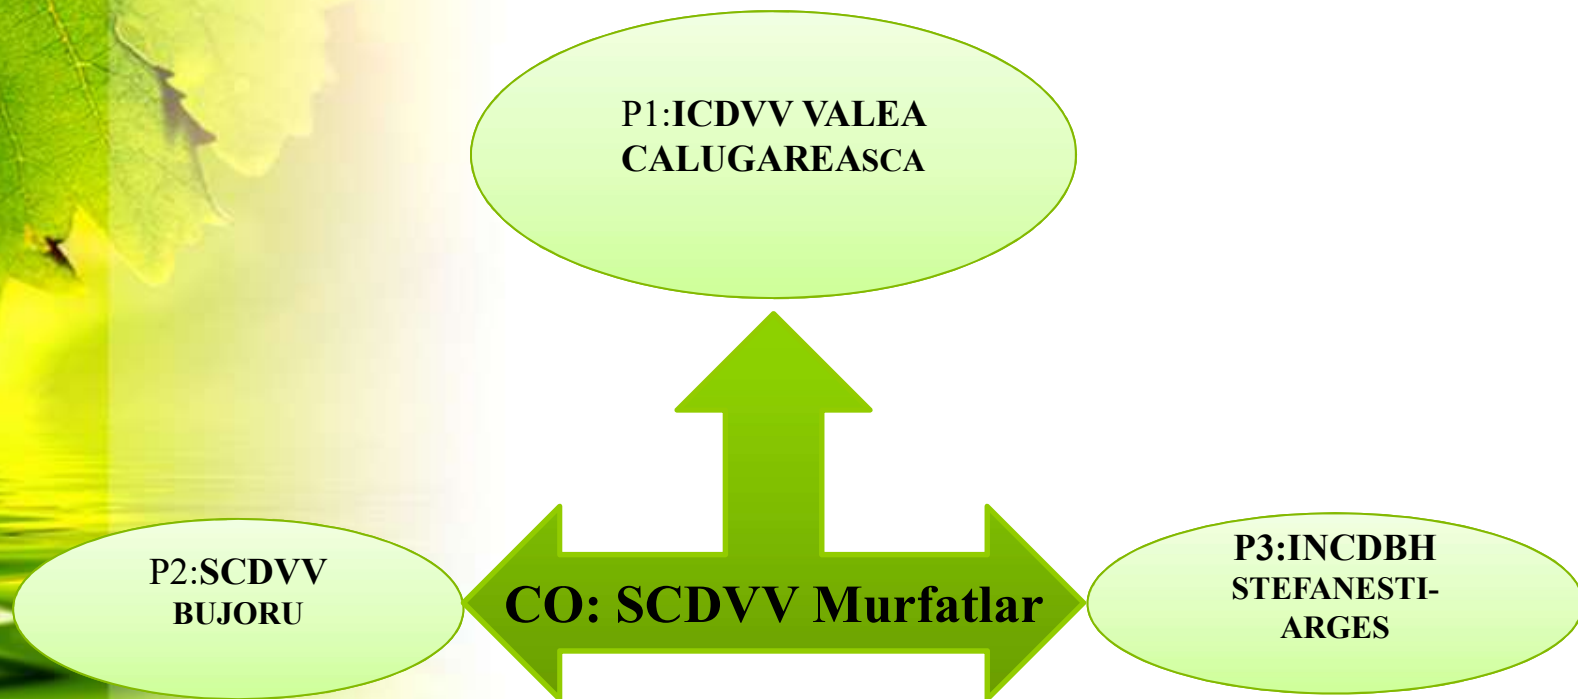 P1:ICDVV VALEA
CALUGAREASCA
P2:SCDVV
BUJORU
CO: SCDVV Murfatlar
P3:INCDBH
STEFANESTI-
ARGES